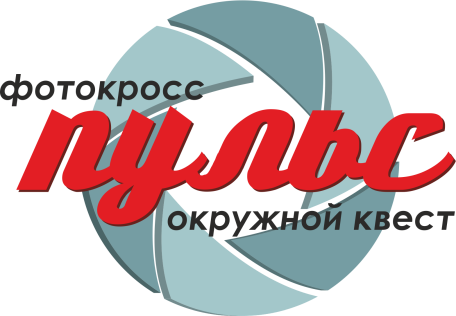 фотокросс
пульс
окружной квест